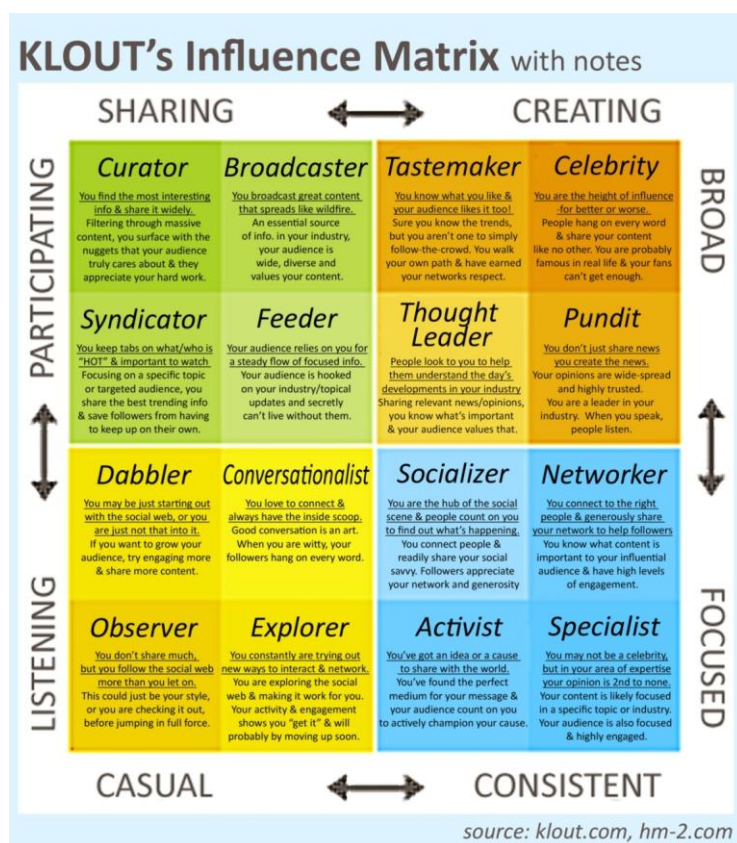 KLOUT's Influence Matrix with notes
SHARING CREATING
PARTICIPATING
LISTENING
Curator
You find the most interesting
info & share it widely.
Filtering through massive
content, you surface with the
nuggets that your audience
truly cares about & they
appreciate your hard work.
Broadcaster
You broadcast great content
that spreads like wildfire.
An essential source
of info. in your industry,
your audience is
wide, diverse and
values your content.
Tastemaker
You know what you like &
your audience likes it too!
Sure you know the trends,
but you aren't one to simply
follow-the-crowd. You walk
your own path & have earned
your networks respect.
Celebrity
You are the height of influence
-for better or worse.
People hang on every word
& share your content
like no other. You are probably
famous in real life & your fans
can't get enough.
Syndicator
You keep tabs on what/who is
"HOT" & important to watch
Focusing on a specific topic
or targeted audience, you
share the best trending info
& save followers from having
to keep up on their own.
Feeder
Your audience relies on you for
a steady flow of focused info.
Your audience is hooked
on your industry/topical
updates and secretly
can't live without them.
Thought
Leader
People look to you to help
them understand the day's
developments in your industry
Sharing relevant news/opinions,
you know what's important
& your audience values that.
Pundit
You don't just share news
you create the news.
Your opinions are wide-spread
and highly trusted.
You are a leader in your
industry. When you speak,
people listen.
Dabbler
You may be just starting out
with the social web, or you
are just not that into it.
If you want to grow your
audience, try engaging more
& share more content.
Conversationalist
You love to connect &
always have the inside scoop.
Good conversation is an art.
When you are witty, your
followers hang on every word.
Socializer
You are the hub of the social
scene & people count on you
to find out what's happening.
You connect people &
readily share your social
savvy. Followers appreciate
your network and generosity
Networker
You connect to the right
people & generously share
your network to help followers
You know what content is
important to your influential
audience & have high levels
of engagement.
Observer
You don't share much,
but you follow the social web
more than you let on.
This could just be your style,
or you are checking it out,
before jumping in full force.
Explorer
You constantly are trying out
new ways to interact & network.
You are exploring the social
web & making it work for you.
Your activity & engagement
shows you "get it" & will
probably by moving up soon.
Activist
You've got an idea or a cause
to share with the world.
You've found the perfect
medium for your message &
your audience count on you
to actively champion your cause.
Specialist
You may not be a celebrity,
but in your area of expertise
your opinion is 2nd to none.
Your content is likely focused
in a specific topic or industry.
Your audience is also focused
& highly engaged.
BROAD
FOCUSED
CASUAL CONSISTENT
source: klout.com, hm-2.com